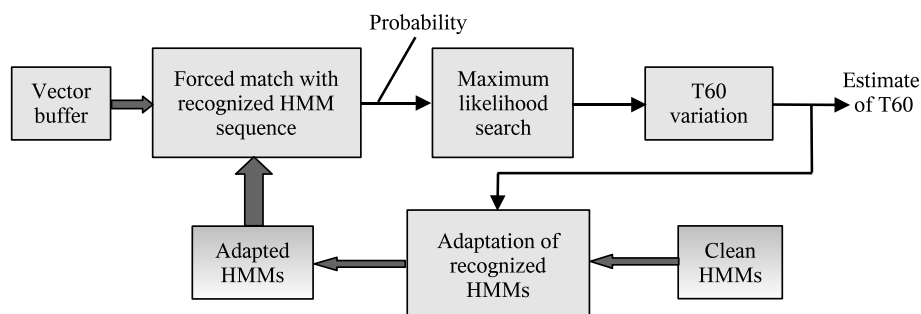 Probability
Vector
buffer
Forced match with
recognized HMM
sequence
Maximum
likelihood
search
T60
variation
Estimate
of T60
Adapted
HMMs
Adaptation of
recognized
HMMs
Clean
HMMs